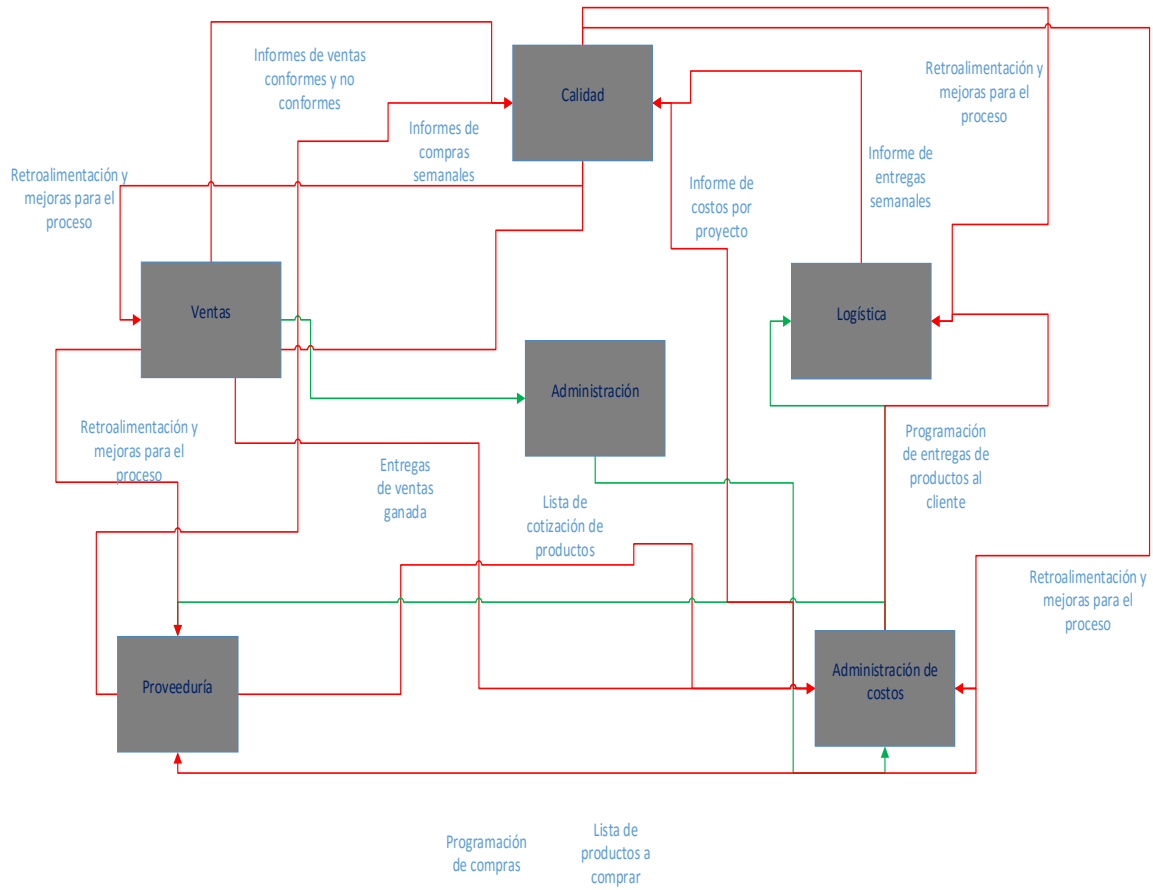 Informes de ventas
conformes y no
conformes
Calidad
Retroalimentación y
mejoras para el
proceso
Informes de
compras
semanales
Informe de
entregas
semanales
Retroalimentación y
mejoras para el
proceso
Informe de
costos por
proyecto
Ventas
Logística
Administración
Retroalimentación y
mejoras para el
proceso
Entregas
de ventas
ganada
Lista de
cotización de
productos
Programación
de entregas de
productos al
cliente
Retroalimentación y
mejoras para el
proceso
Proveeduría
Administración de
costos
Programación
de compras
Lista de
productos a
comprar